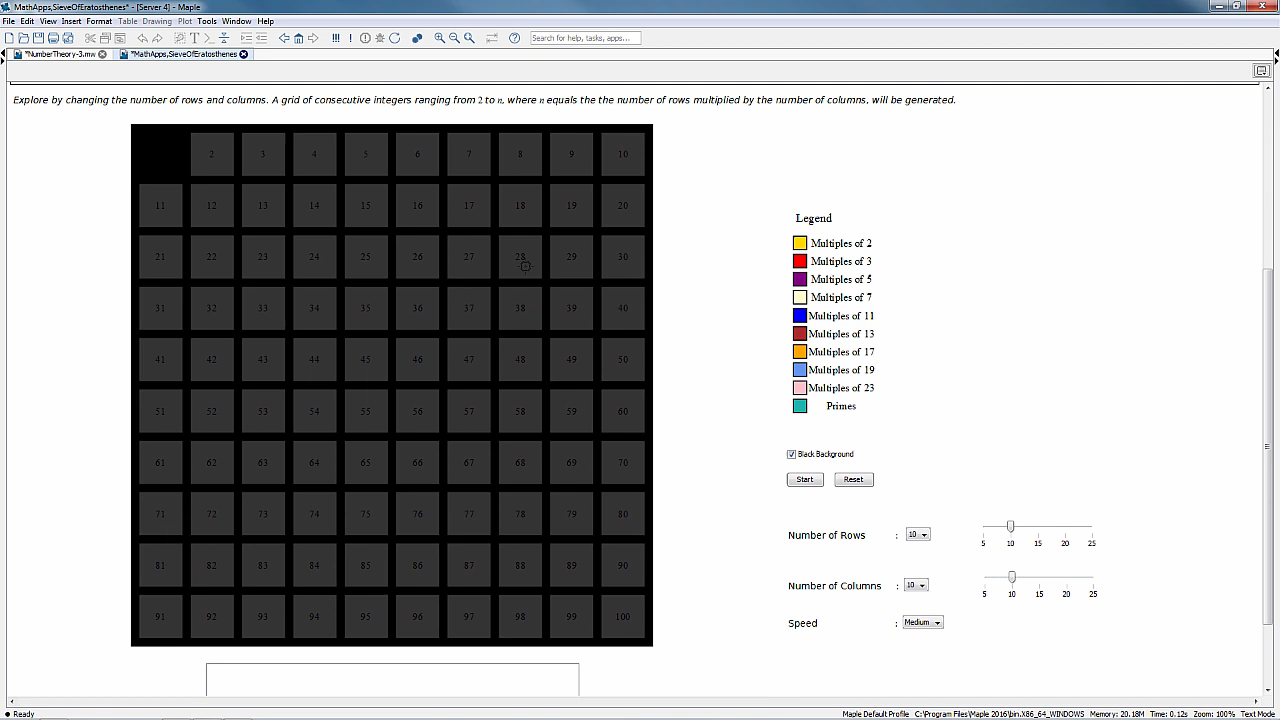 MathApps,SieveOfEratosthenes* - [Server 4] - Maple
File Edit View Insert Format Table Drawing Plot Tools Window Help
Search for help, tasks, apps...
*NumberTheory-3.mw *MathApps,SieveOfEratosthenes
Explore by changing the number of rows and columns. A grid of consecutive integers ranging from 2 to n, where n equals the the number of rows multiplied by the number of columns, will be generated.
2 3 4 5 6 7 8 9 10
11 12 13 14 15 16 17 18 19 20
21 22 23 24 25 26 27 28 29 30
31 32 33 34 35 36 37 38 39 40
41 42 43 44 45 46 47 48 49 50
51 52 53 54 55 56 57 58 59 60
61 62 63 64 65 66 67 68 69 70
71 72 73 74 75 76 77 78 79 80
81 82 83 84 85 86 87 88 89 90
91 92 93 94 95 96 97 98 99 100
Legend
Multiples of 2
Multiples of 3
Multiples of 5
Multiples of 7
Multiples of 11
Multiples of 13
Multiples of 17
Multiples of 19
Multiples of 23
Primes
Black Background
Start Reset
Number of Rows : 10
5 10 15 20 25
Number of Columns : 10
5 10 15 20 25
Speed : Medium
Ready
Maple Default Profile C:\Program Files\Maple 2016\bin.X86_64_WINDOWS Memory: 20.18M Time: 0.12s Zoom: 100% Text Mode